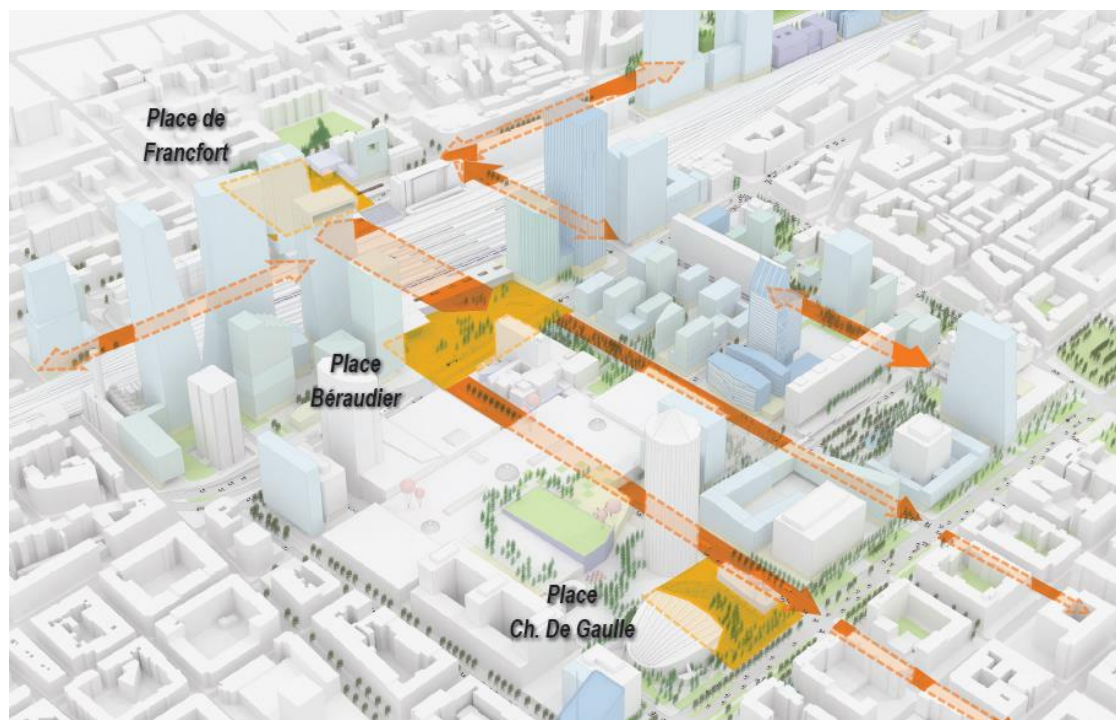 Place de
Francfort
Place
Béraudier
Place
Ch. De Gaulle